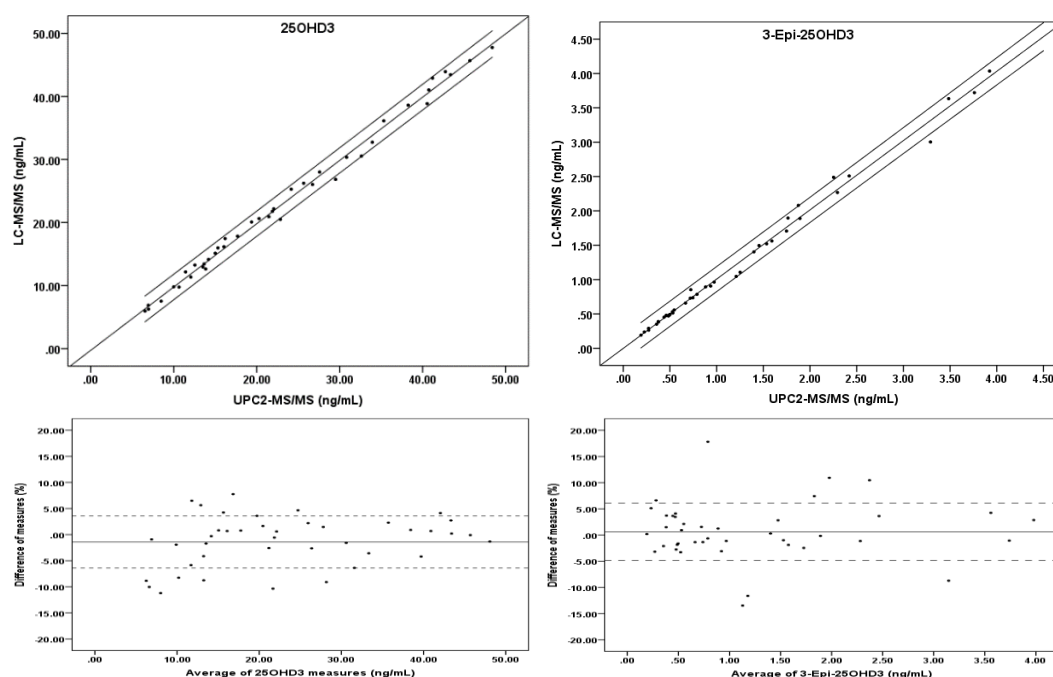 25OHD3
50.00
40.00
30.00
20.00
10.00
.00
LC-MS/MS (ng/mL)
.00 10.00 20.00 30.00 40.00 50.00
UPC2-MS/MS (ng/mL)
3-Epi-25OHD3
4.50
4.00
3.50
3.00
2.50
2.00
1.50
1.00
.50
.00
LC-MS/MS (ng/mL)
.00 .50 1.00 1.50 2.00 2.50 3.00 3.50 4.00 4.50
UPC2-MS/MS (ng/mL)
20.00
15.00
10.00
5.00
.00
-5.00
-10.00
-15.00
-20.00
Difference of measures (%)
.00 10.00 20.00 30.00 40.00 50.00
Average of 25OHD3 measures (ng/mL)
20.00
15.00
10.00
5.00
.00
-5.00
-10.00
-15.00
-20.00
Difference of measures (%)
.00 .50 1.00 1.50 2.00 2.50 3.00 3.50 4.00
Average of 3-Epi-25OHD3 (ng/mL)